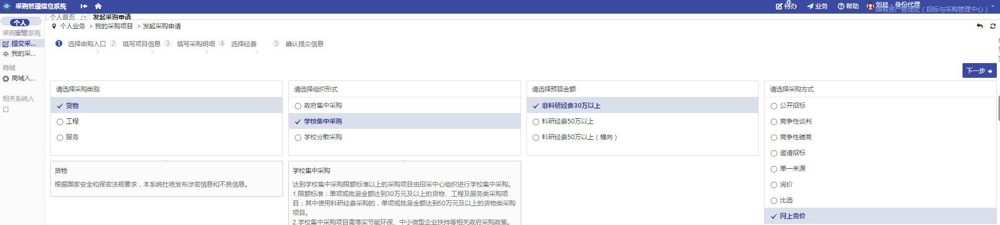 采购管理信息系统
0
待办
业务
帮助
刘晨 - 身份代理
国有资产管理处（招标与采购管理中心）
个人首页
发起采购申请
个人
采购管理系统
提交采...
我的采...
商城
商城入...
相关系统入
口
个人业务
我的采购项目
发起采购申请
1 选择申购入口
2 填写项目信息
3 填写采购明细
4 选择经费
5 确认提交信息
下一步
请选择采购类别
货物
工程
服务
货物
根据国家安全和保密法规要求，本系统杜绝发布涉密信息和不良信息。
请选择组织形式
政府集中采购
学校集中采购
学校分散采购
学校集中采购
达到学校集中采购限额标准以上的采购项目由招采中心组织进行学校集中采购。
1.限额标准：单项或批量金额达到30万元及以上的货物、工程及服务类采购项
目；其中使用科研经费采购的，单项或批量金额达到50万元及以上的货物类采购
项目。
2.学校集中采购项目需落实节能环保、中小微型企业扶持等相关政府采购政策。
请选择预算金额
非科研经费30万以上
科研经费50万以上
科研经费50万以上（横向）
请选择采购方式
公开招标
竞争性谈判
竞争性磋商
邀请招标
单一来源
询价
比选
网上竞价